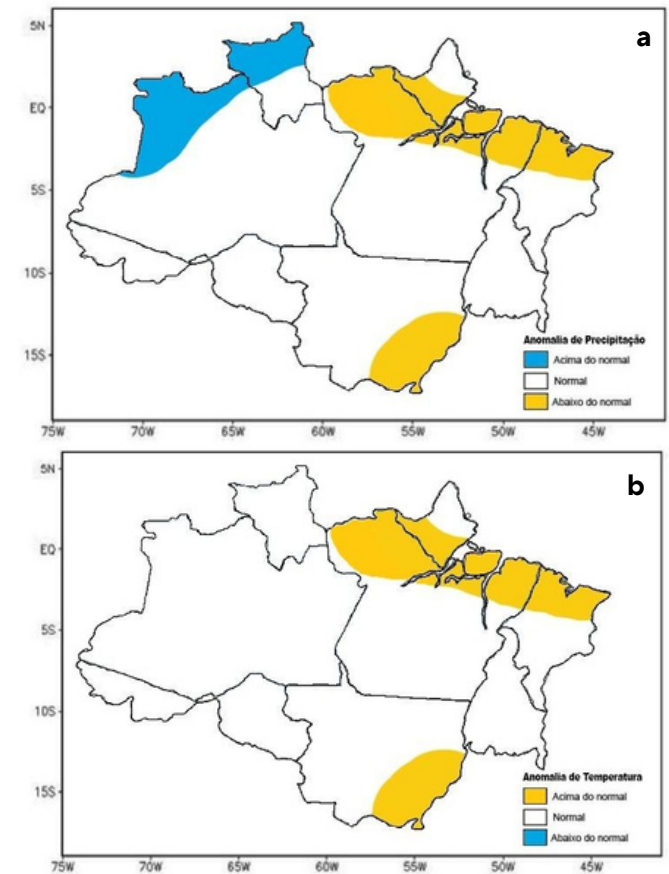 a
5N
EQ
5S
10S
15S
Anomalia de Precipitação
Acima do normal
Normal
Abaixo do normal
75W 70W 65W 60W 55W 50W 45W
b
5N
EQ
5S
10S
15S
Anomalia de Temperatura
Acima do normal
Normal
Abaixo do normal
75W 70W 65W 60W 55W 50W 45W